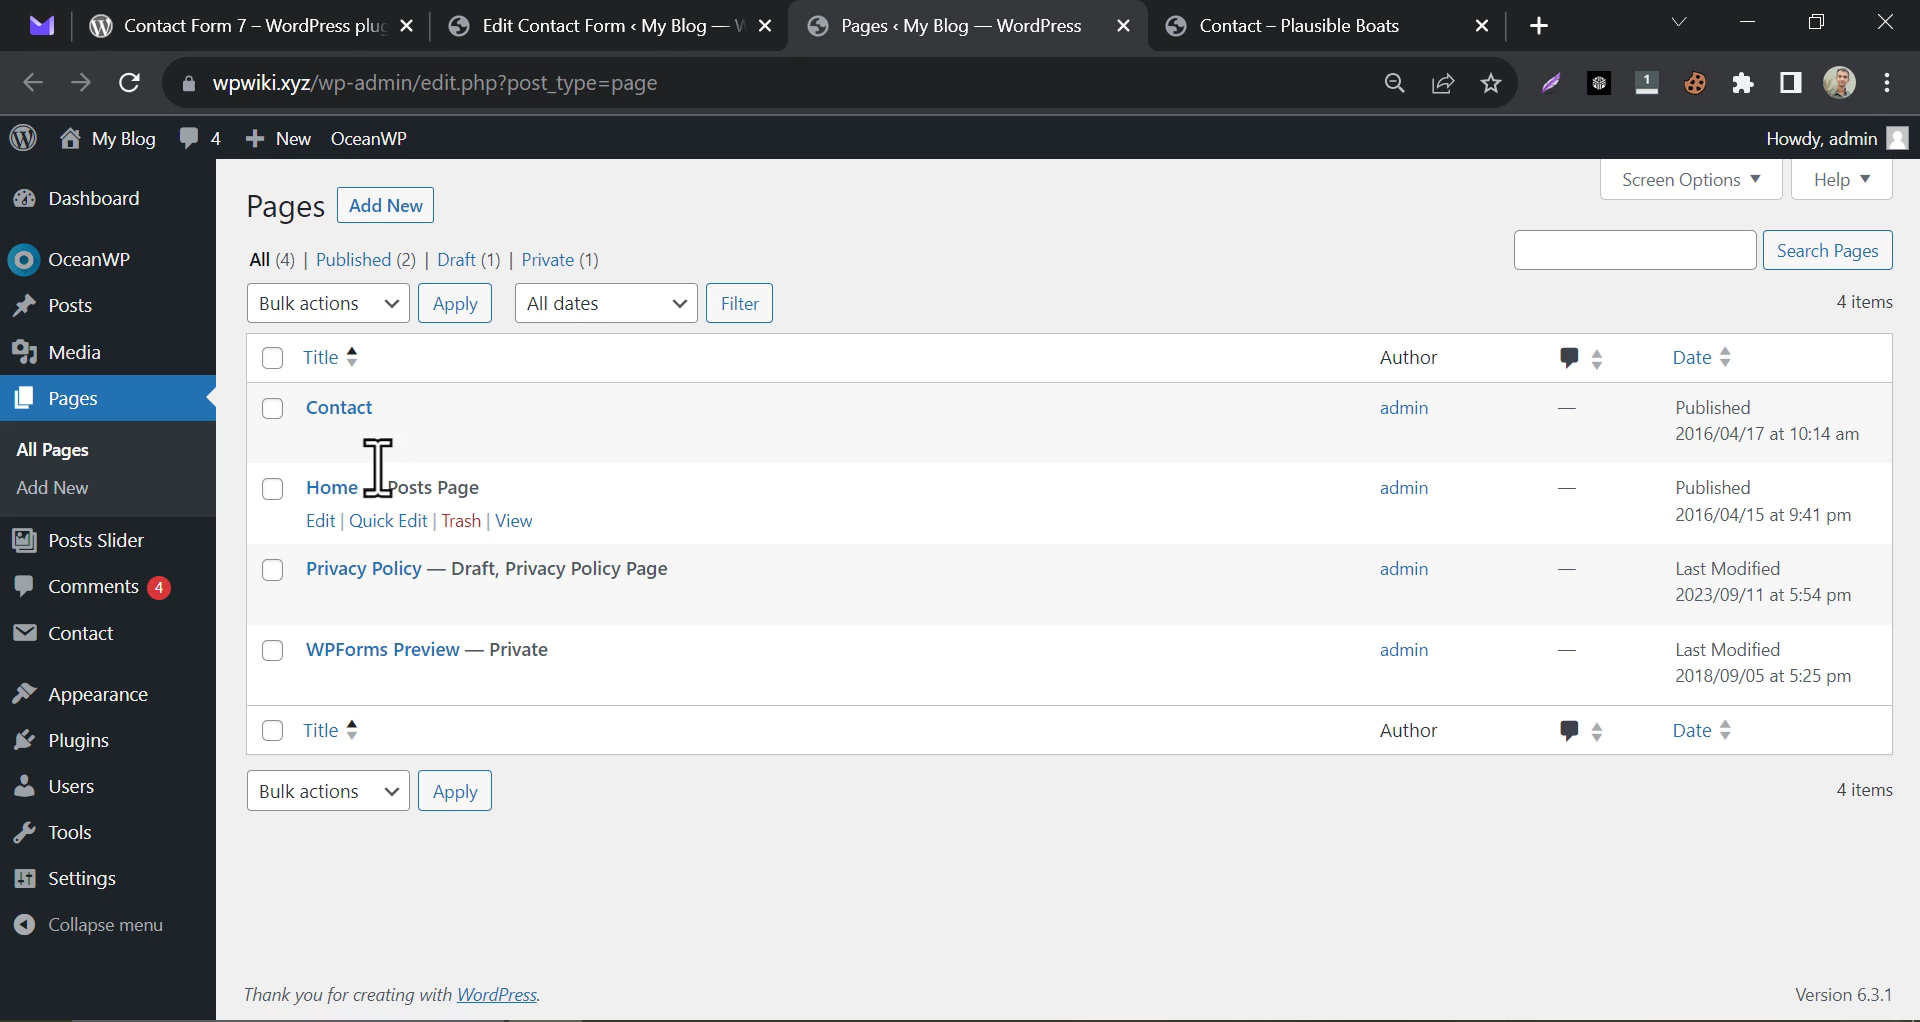 Contact Form 7 – WordPress plu
Edit Contact Form ‹ My Blog —
Pages ‹ My Blog — WordPress
Contact – Plausible Boats
wpwiki.xyz/wp-admin/edit.php?post_type=page
1
My Blog 4 New OceanWP
Howdy, admin
Dashboard
OceanWP
Posts
Media
Pages
All Pages
Add New
Posts Slider
Comments 4
Contact
Appearance
Plugins
Users
Tools
Settings
Collapse menu
Screen Options Help
Pages Add New
All (4) | Published (2) | Draft (1) | Private (1)
Search Pages
Bulk actions Apply All dates Filter
4 items
Title Author Date
Contact admin — Published
2016/04/17 at 10:14 am
Home Posts Page admin — Published
Edit | Quick Edit | Trash | View 2016/04/15 at 9:41 pm
Privacy Policy — Draft, Privacy Policy Page admin — Last Modified
2023/09/11 at 5:54 pm
WPForms Preview — Private admin — Last Modified
2018/09/05 at 5:25 pm
Title Author Date
Bulk actions Apply
4 items
Thank you for creating with WordPress.
Version 6.3.1